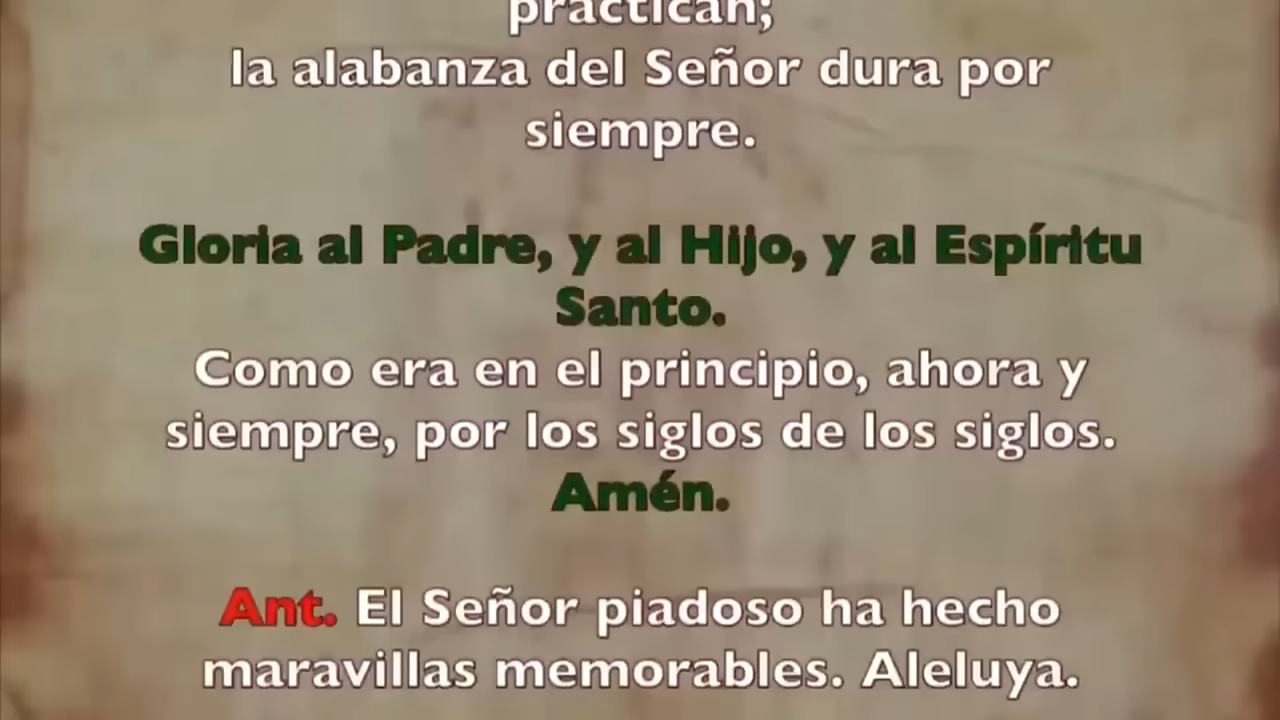 practican;
la alabanza del Señor dura por
siempre.
Gloria al Padre, y al Hijo, y al Espíritu
Santo.
Como era en el principio, ahora y
siempre, por los siglos de los siglos.
Amén.
Ant. El Señor piadoso ha hecho
maravillas memorables. Aleluya.